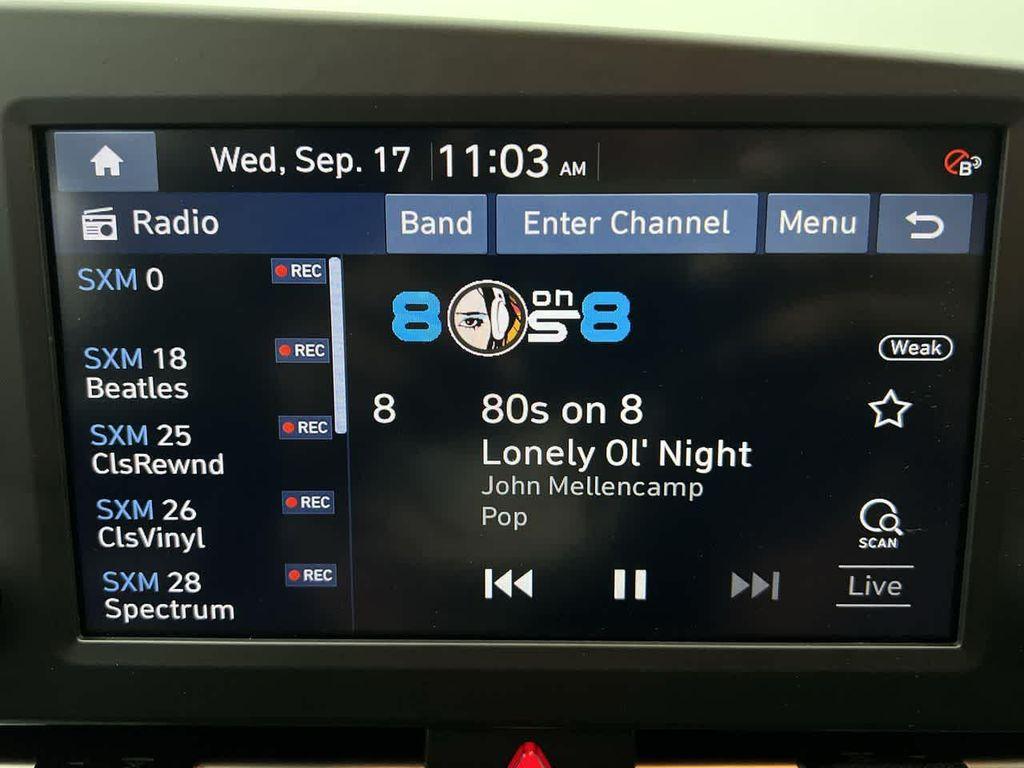 Wed, Sep. 17 11:03 AM B
Radio Band Enter Channel Menu
SXM 0 REC
SXM 18 REC
Beatles
SXM 25 REC
ClsRewnd
SXM 26 REC
ClsVinyl
SXM 28 REC
Spectrum
80s on 8
Weak
8 80s on 8
Lonely Ol' Night
John Mellencamp
Pop
SCAN
Live